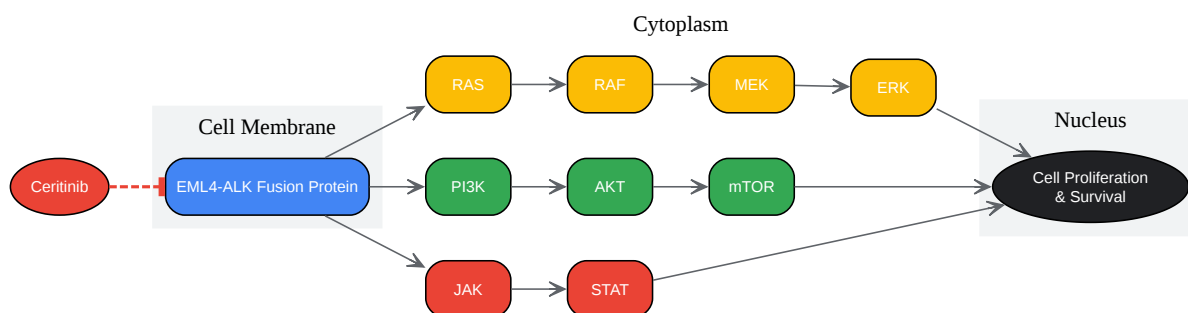 Cytoplasm
RAS
RAF
MEK
ERK
Cell Membrane
Nucleus
Ceritinib
EML4-ALK Fusion Protein
PI3K
AKT
mTOR
Cell Proliferation
& Survival
JAK
STAT